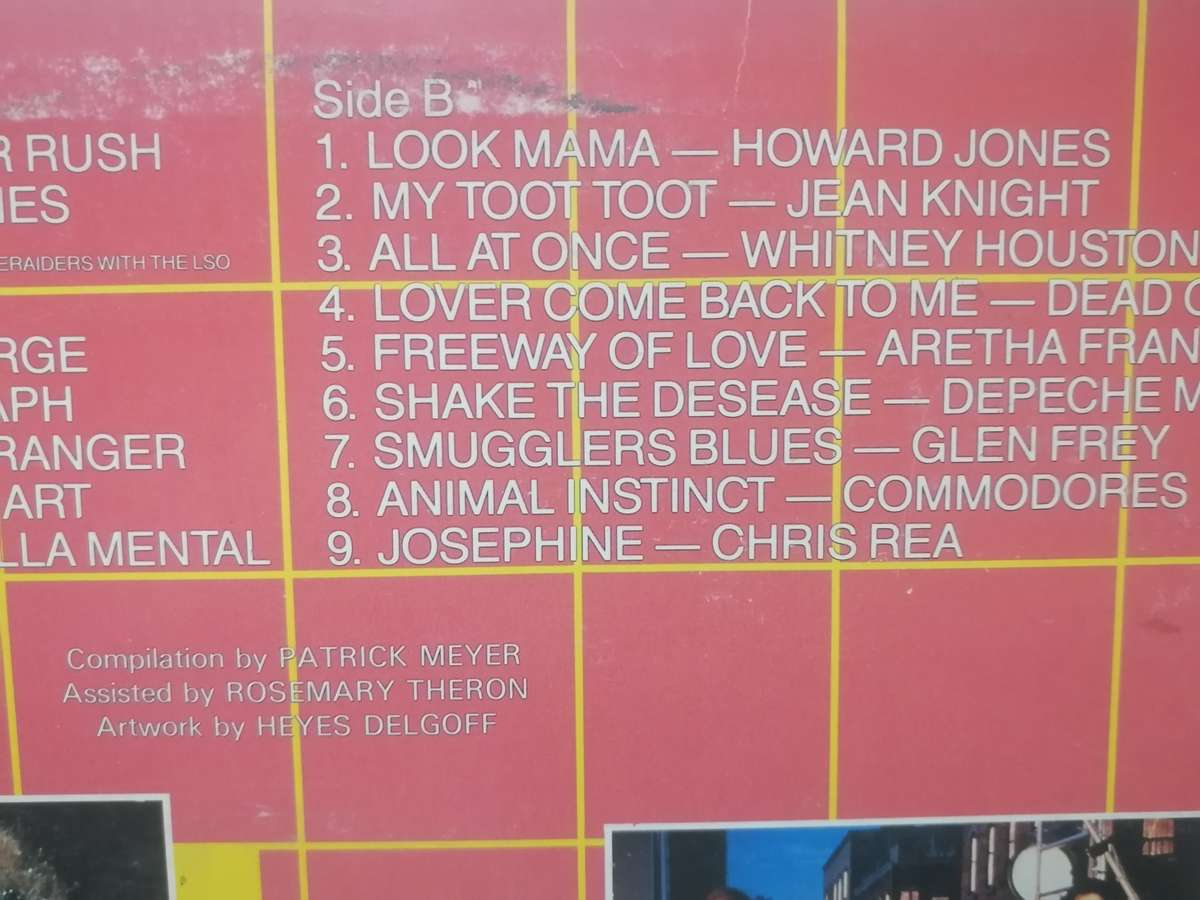 R RUSH
ES
ERAIDERS WITH THE LSO
RGE
APH
RANGER
ART
LLA MENTAL
Side B
1. LOOK MAMA — HOWARD JONES
2. MY TOOT TOOT — JEAN KNIGHT
3. ALL AT ONCE — WHITNEY HOUSTON
4. LOVER COME BACK TO ME — DEAD
5. FREEWAY OF LOVE — ARETHA FRAN
6. SHAKE THE DESEASE — DEPECHE M
7. SMUGGLERS BLUES — GLEN FREY
8. ANIMAL INSTINCT — COMMODORES
9. JOSEPHINE — CHRIS REA
Compilation by PATRICK MEYER
Assisted by ROSEMARY THERON
Artwork by HEYES DELGOFF